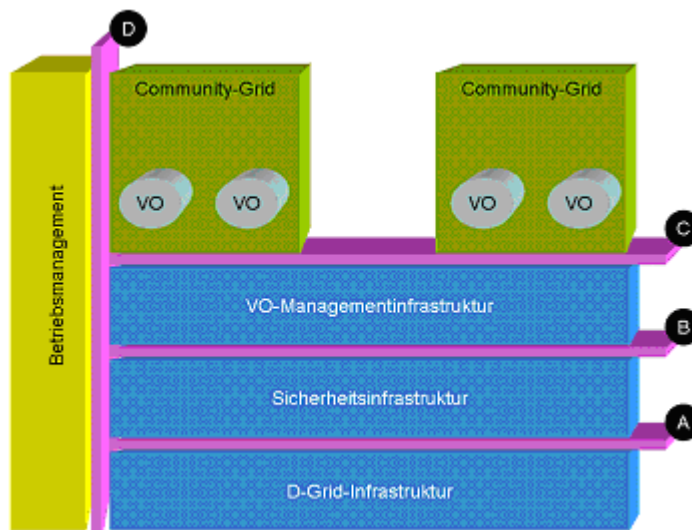 D
Community-Grid
Community-Grid
VO
VO
VO
VO
C
VO-Managementinfrastruktur
B
Sicherheitsinfrastruktur
A
D-Grid-Infrastruktur
Betriebsmanagement